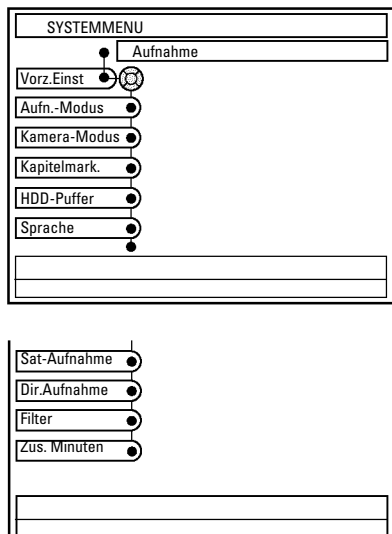 SYSTEMMENU
Aufnahme
Vorz.Einst
Aufn.-Modus
Kamera-Modus
Kapitelmark.
HDD-Puffer
Sprache
Sat-Aufnahme
Dir.Aufnahme
Filter
Zus. Minuten